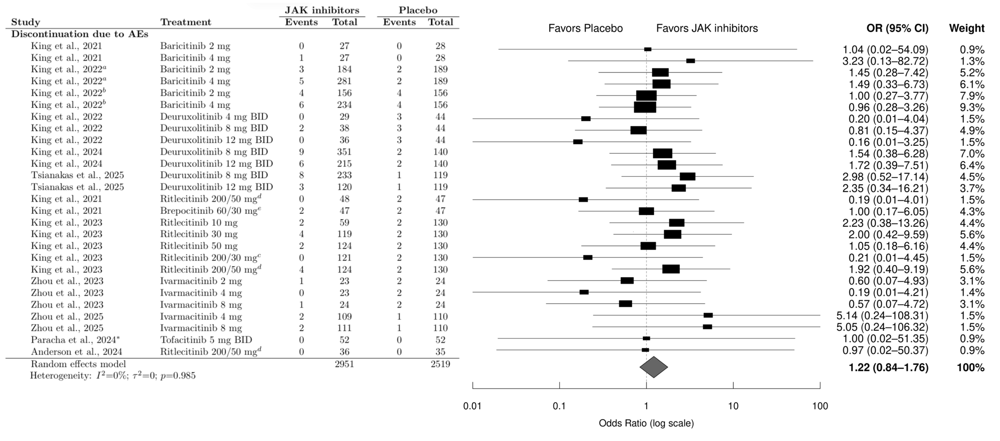 JAK inhibitors Placebo
Study Treatment Events Total Events Total Favors Placebo Favors JAK inhibitors OR (95% CI) Weight
Discontinuation due to AEs
King et al., 2021 Baricitinib 2 mg 0 27 0 28 1.04 (0.02–54.09) 0.9%
King et al., 2021 Baricitinib 4 mg 1 27 0 28 3.23 (0.13–82.72) 1.3%
King et al., 2022a Baricitinib 2 mg 3 184 2 189 1.45 (0.28–7.42) 5.2%
King et al., 2022a Baricitinib 4 mg 5 281 2 189 1.49 (0.33–6.73) 6.1%
King et al., 2022b Baricitinib 2 mg 4 156 4 156 1.00 (0.27–3.77) 7.9%
King et al., 2022b Baricitinib 4 mg 6 234 4 156 0.96 (0.28–3.26) 9.3%
King et al., 2022 Deuruxolitinib 4 mg BID 0 29 3 44 0.20 (0.01–4.04) 1.5%
King et al., 2022 Deuruxolitinib 8 mg BID 2 38 3 44 0.81 (0.15–4.37) 4.9%
King et al., 2022 Deuruxolitinib 12 mg BID 0 36 3 44 0.16 (0.01–3.25) 1.5%
King et al., 2024 Deuruxolitinib 8 mg BID 9 351 2 140 1.54 (0.38–6.28) 7.0%
King et al., 2024 Deuruxolitinib 12 mg BID 6 215 2 140 1.72 (0.39–7.51) 6.4%
Tsianakas et al., 2025 Deuruxolitinib 8 mg BID 8 233 1 119 2.98 (0.52–17.14) 4.5%
Tsianakas et al., 2025 Deuruxolitinib 12 mg BID 3 120 1 119 2.35 (0.34–16.21) 3.7%
King et al., 2021 Ritlecitinib 200/50 mgd 0 48 2 47 0.19 (0.01–4.01) 1.5%
King et al., 2021 Brepocitinib 60/30 mge 2 47 2 47 1.00 (0.17–6.05) 4.3%
King et al., 2023 Ritlecitinib 10 mg 2 59 2 130 2.23 (0.38–13.26) 4.4%
King et al., 2023 Ritlecitinib 30 mg 4 119 2 130 2.00 (0.42–9.59) 5.6%
King et al., 2023 Ritlecitinib 50 mg 2 124 2 130 1.05 (0.18–6.16) 4.4%
King et al., 2023 Ritlecitinib 200/30 mgc 0 121 2 130 0.21 (0.01–4.45) 1.5%
King et al., 2023 Ritlecitinib 200/50 mgd 4 124 2 130 1.92 (0.40–9.19) 5.6%
Zhou et al., 2023 Ivarmacitinib 2 mg 1 23 2 24 0.60 (0.07–4.93) 3.1%
Zhou et al., 2023 Ivarmacitinib 4 mg 0 23 2 24 0.19 (0.01–4.21) 1.4%
Zhou et al., 2023 Ivarmacitinib 8 mg 1 24 2 24 0.57 (0.07–4.72) 3.1%
Zhou et al., 2025 Ivarmacitinib 4 mg 2 109 1 110 5.14 (0.24–108.31) 1.5%
Zhou et al., 2025 Ivarmacitinib 8 mg 2 111 1 110 5.05 (0.24–106.32) 1.5%
Paracha et al., 2024* Tofacitinib 5 mg BID 0 52 0 52 1.00 (0.02–51.35) 0.9%
Anderson et al., 2024 Ritlecitinib 200/50 mgd 0 36 0 35 0.97 (0.02–50.37) 0.9%
Random effects model 2951 2519 1.22 (0.84–1.76) 100%
Heterogeneity: I²=0%; τ²=0; p=0.985
0.01 0.1 1 10 100
Odds Ratio (log scale)